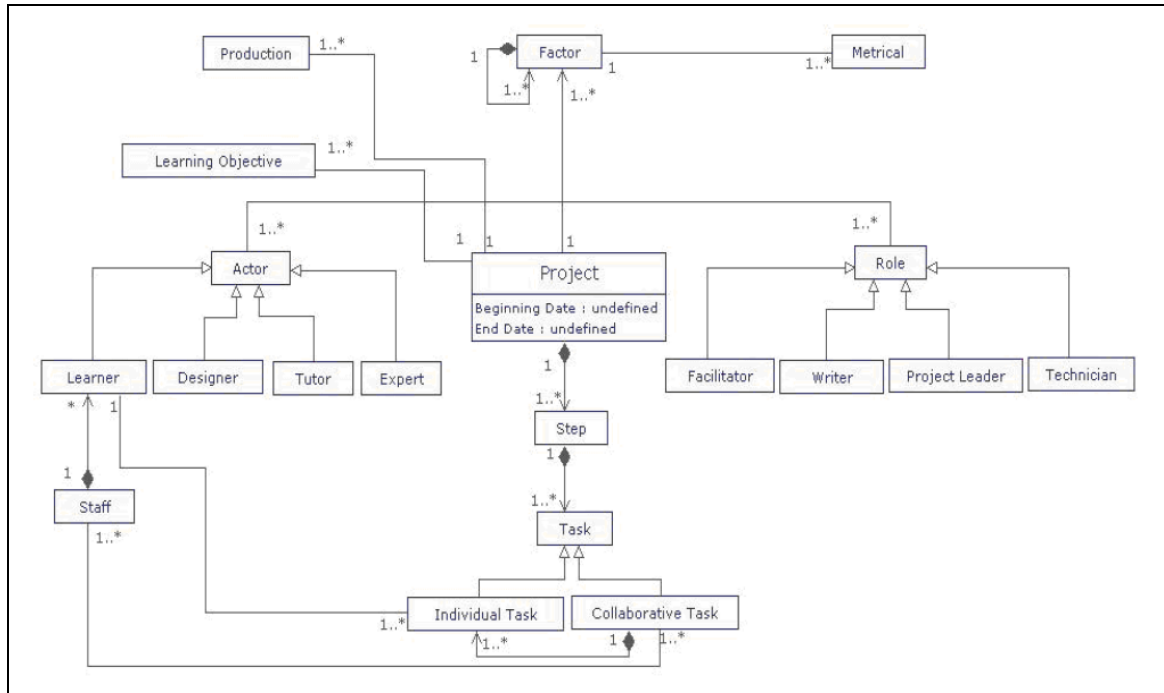 Production
1..*
1
Factor
1..*
1
1..*
Metrical
1..*
Learning Objective
1..*
1..*
1..*
1
1
1
Actor
Project
Role
Beginning Date : undefined
End Date : undefined
Learner
Designer
Tutor
Expert
1
Facilitator
Writer
Project Leader
Technician
*
1
1..*
Step
1
1
Staff
1..*
1..*
Task
Individual Task
Collaborative Task
1..*
1..*
1
1..*